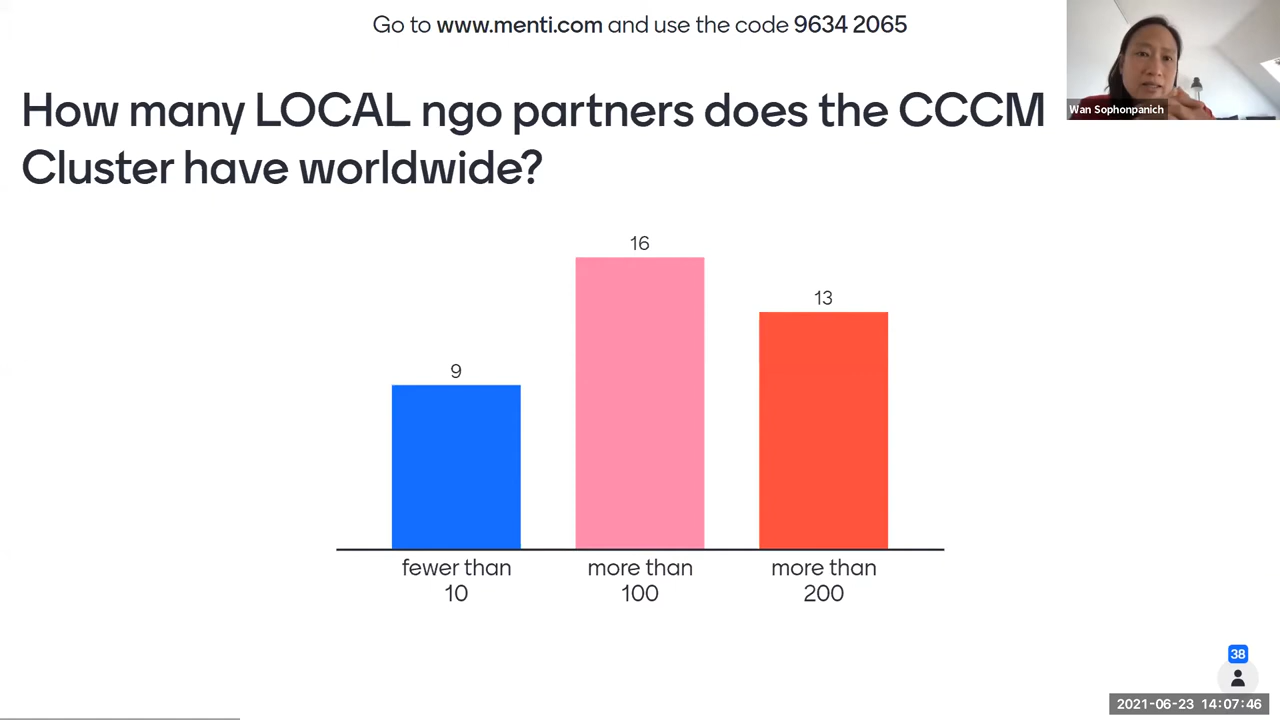 Go to www.menti.com and use the code 9634 2065
Wan Sophonpanich
How many LOCAL ngo partners does the CCCM
Cluster have worldwide?
16
13
9
fewer than
10
more than
100
more than
200
38
2021-06-23 14:07:46